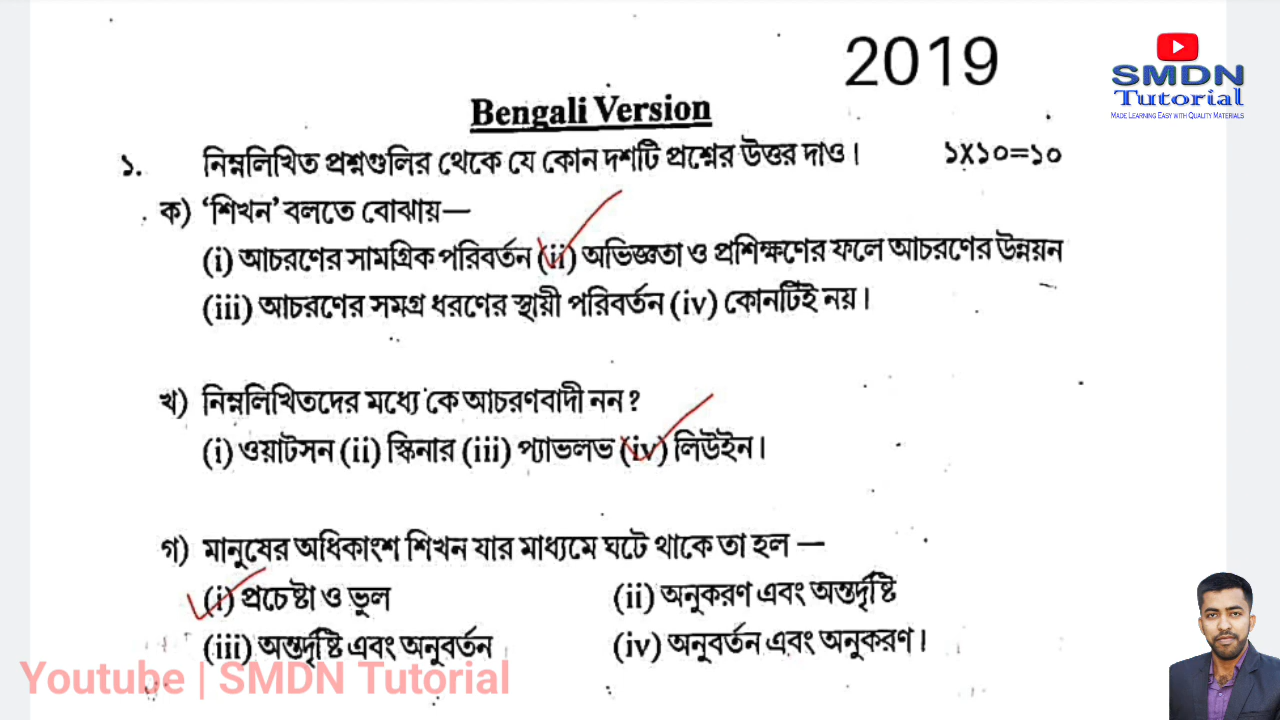 2019
SMDN
Tutorial
MADE LEARNING EASY WITH QUALITY MATERIALS
Bengali Version
১. নিম্নলিখিত প্রশ্নগুলির থেকে যে কোন দশটি প্রশ্নের উত্তর দাও। ১X১০=১০
ক) ‘শিখন’ বলতে বোঝায়—
(i) আচরণের সামগ্রিক পরিবর্তন (ii) অভিজ্ঞতা ও প্রশিক্ষণের ফলে আচরণের উন্নয়ন
(iii) আচরণের সমগ্র ধরণের স্থায়ী পরিবর্তন (iv) কোনটিই নয়।
খ) নিম্নলিখিতদের মধ্যে কে আচরণবাদী নন?
(i) ওয়াটসন (ii) স্কিনার (iii) প্যাভলভ (iv) লিউইন।
গ) মানুষের অধিকাংশ শিখন যার মাধ্যমে ঘটে থাকে তা হল —
(i) প্রচেষ্টা ও ভুল (ii) অনুকরণ এবং অন্তর্দৃষ্টি
(iii) অন্তর্দৃষ্টি এবং অনুবর্তন (iv) অনুবর্তন এবং অনুকরণ।
Youtube | SMDN Tutorial